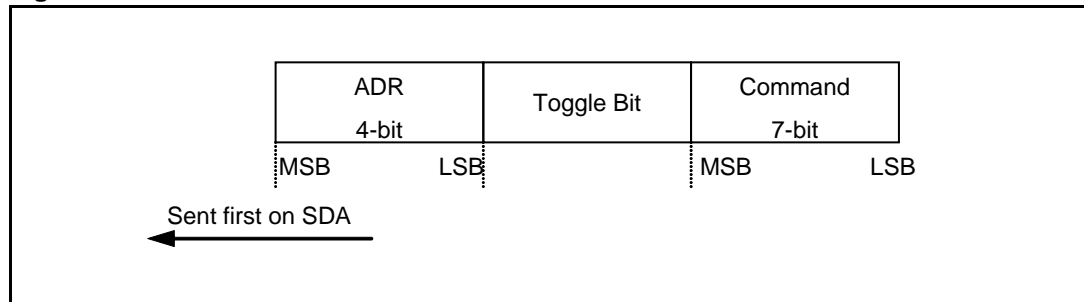 ADR
4-bit
Toggle Bit
Command
7-bit
MSB LSB MSB LSB
Sent first on SDA